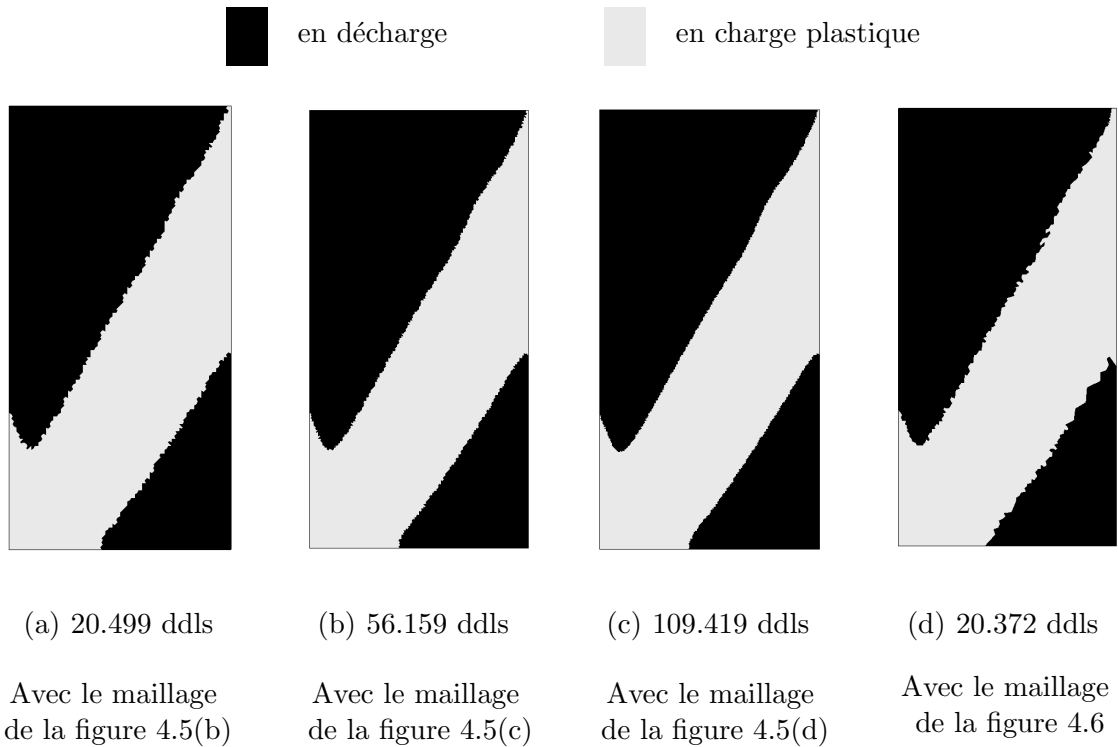 en décharge
en charge plastique
(a) 20.499 ddls
(b) 56.159 ddls
(c) 109.419 ddls
(d) 20.372 ddls
Avec le maillage
de la figure 4.5(b)
Avec le maillage
de la figure 4.5(c)
Avec le maillage
de la figure 4.5(d)
Avec le maillage
de la figure 4.6